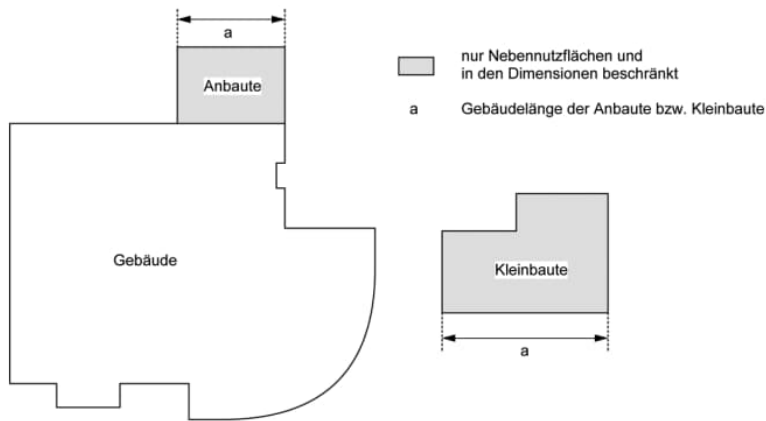 a
Anbaute
nur Nebennutzflächen und
in den Dimensionen beschränkt
a Gebäudelänge der Anbaute bzw. Kleinbaute
Gebäude
Kleinbaute
a